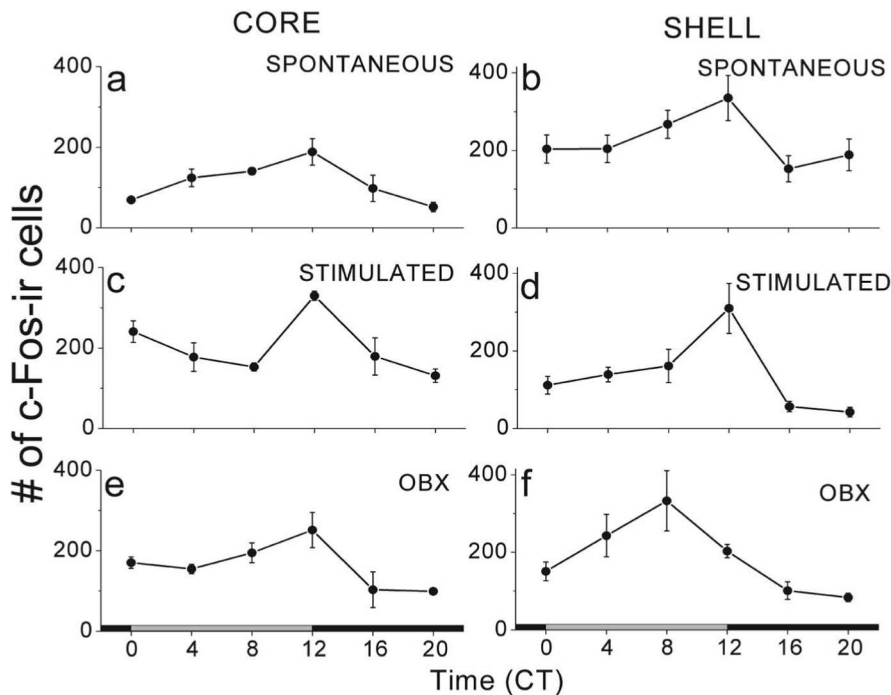 CORE SHELL
a SPONTANEOUS b SPONTANEOUS
400 400
200 200
0 0
c STIMULATED d STIMULATED
400 400
200 200
0 0
e OBX f OBX
400 400
200 200
0 0
0 4 8 12 16 20 0 4 8 12 16 20
Time (CT)
# of c-Fos-ir cells